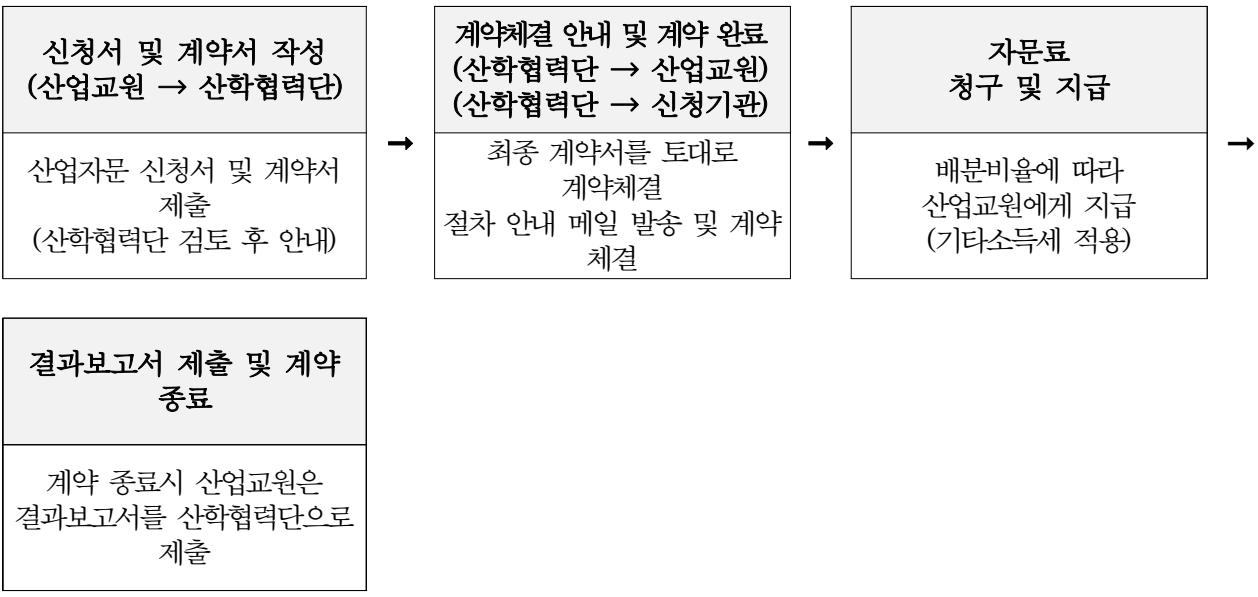 신청서 및 계약서 작성
(산업교원 → 산학협력단)
산업자문 신청서 및 계약서
제출
(산학협력단 검토 후 안내)
→
계약체결 안내 및 계약 완료
(산학협력단 → 산업교원)
(산학협력단 → 신청기관)
최종 계약서를 토대로
계약체결
절차 안내 메일 발송 및 계약
체결
→
자문료
청구 및 지급
배분비율에 따라
산업교원에게 지급
(기타소득세 적용)
→
결과보고서 제출 및 계약
종료
계약 종료시 산업교원은
결과보고서를 산학협력단으로
제출